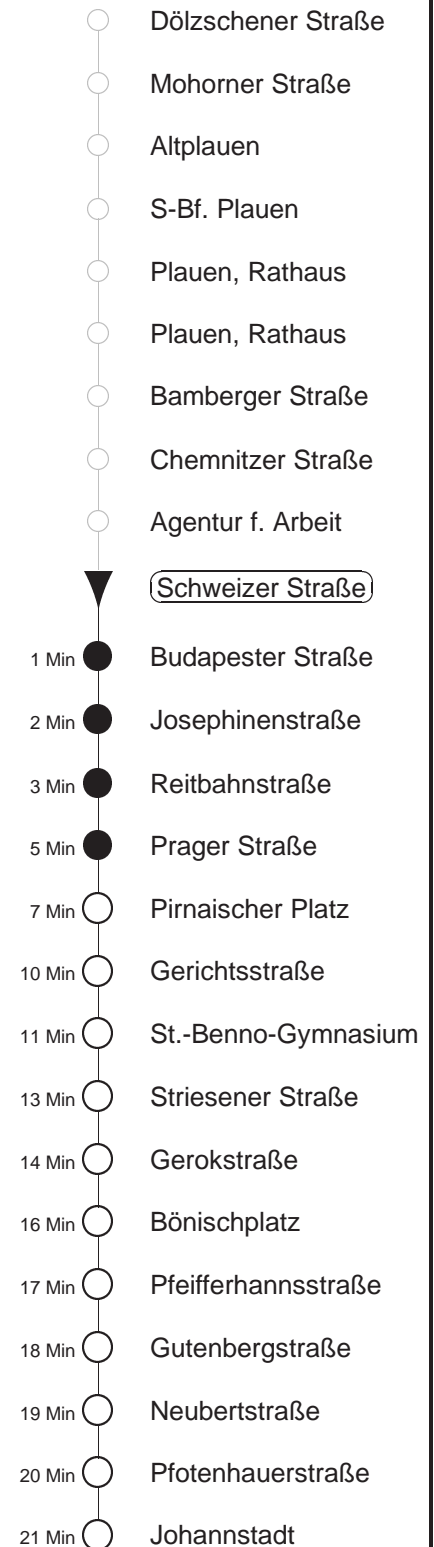 Dölzschener Straße
Mohorner Straße
Altplauen
S-Bf. Plauen
Plauen, Rathaus
Plauen, Rathaus
Bamberger Straße
Chemnitzer Straße
Agentur f. Arbeit
Schweizer Straße
1 Min Budapester Straße
2 Min Josephinenstraße
3 Min Reitbahnstraße
5 Min Prager Straße
7 Min Pirnaischer Platz
10 Min Gerichtsstraße
11 Min St.-Benno-Gymnasium
13 Min Striesener Straße
14 Min Gerokstraße
16 Min Bönischplatz
17 Min Pfeifferhannsstraße
18 Min Gutenbergstraße
19 Min Neubertstraße
20 Min Pfotenhauerstraße
21 Min Johannstadt